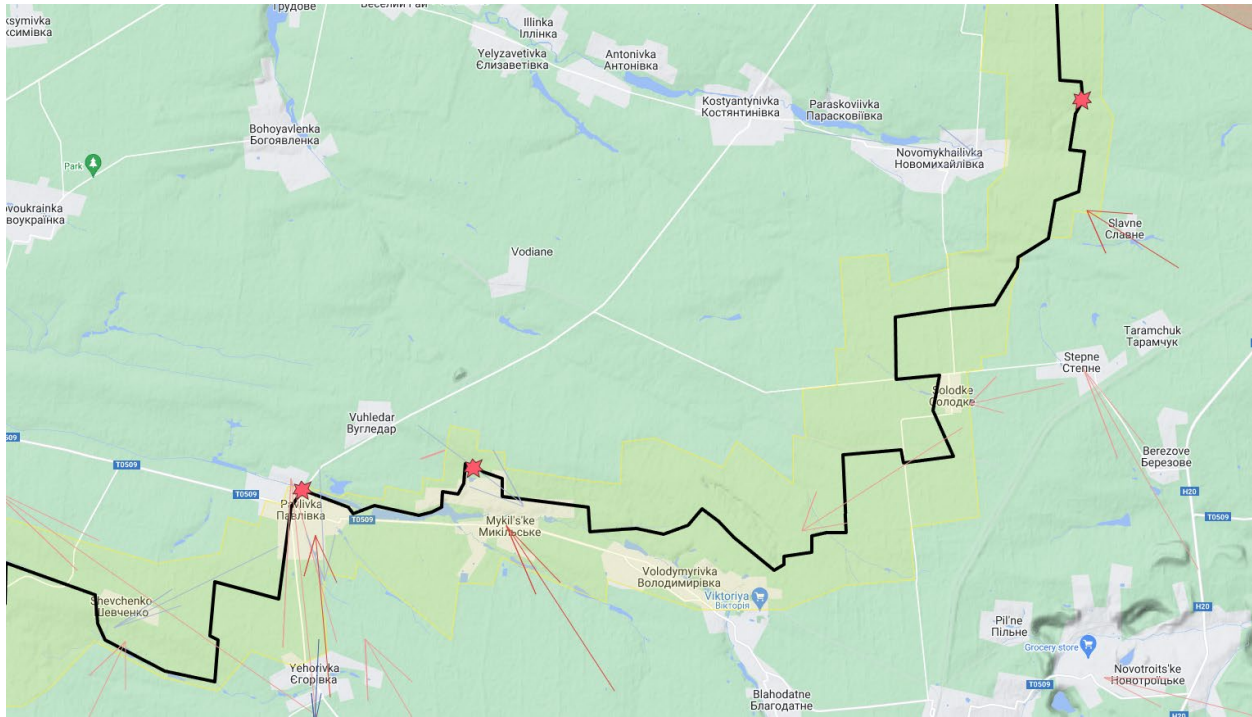 Трудове
Веселий Гай
ksymivka
ксимівка
Illinka
Іллінка
Yelyzavetivka
Єлизаветівка
Antonivka
Антонівка
Kostyantynivka
Костянтинівка
Paraskoviivka
Парасковіївка
Bohoyavlenka
Богоявленка
Novomykhailivka
Новомихайлівка
Park
ovoukrainka
воукраїнка
Slavne
Славне
Vodiane
Taramchuk
Тарамчук
Stepne
Степне
Solodke
Солодке
Vuhledar
Вугледар
T0509
Berezove
Березове
T0509
H20
Pavlivka
Павлівка
T0509
Mykil's'ke
Микільське
T0509
Volodymyrivka
Володимирівка
Viktoriya
Вікторія
Shevchenko
Шевченко
H20
Pil'ne
Пільне
Grocery store
Yehorivka
Єгорівка
Novotroits'ke
Новотроїцьке
T0509
Blahodatne
Благодатне
H20